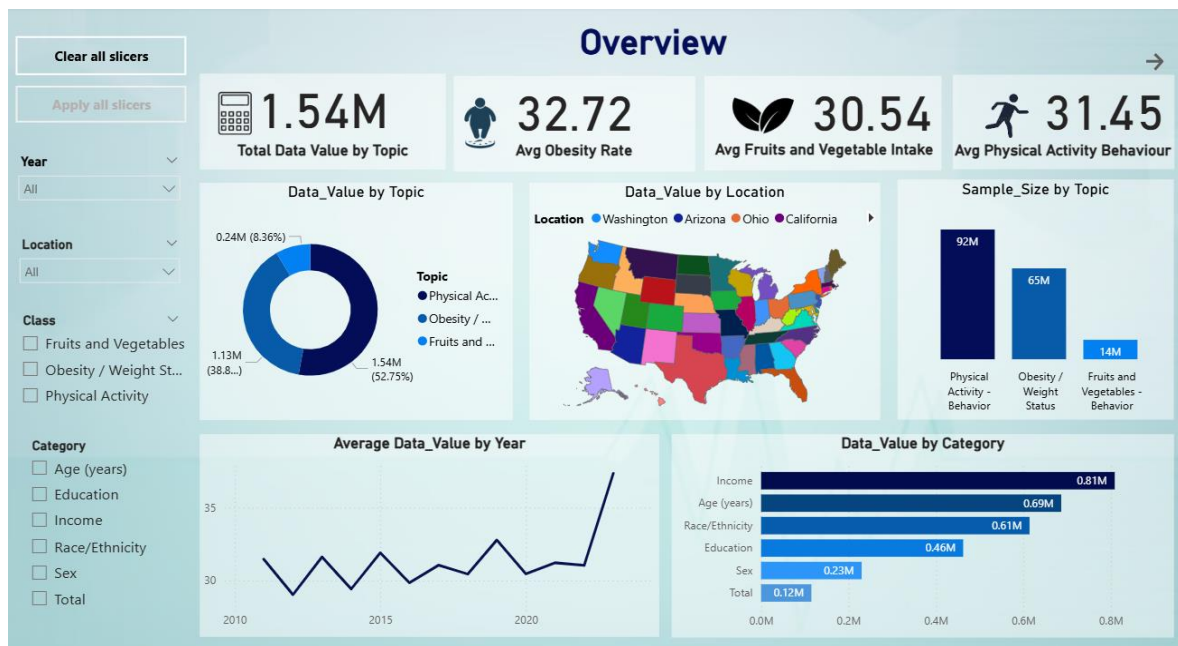 Overview
Clear all slicers
Apply all slicers
1.54M
Total Data Value by Topic
32.72
Avg Obesity Rate
30.54
Avg Fruits and Vegetable Intake
31.45
Avg Physical Activity Behaviour
Year
All
Location
All
Class
Fruits and Vegetables
Obesity / Weight St...
Physical Activity
Category
Age (years)
Education
Income
Race/Ethnicity
Sex
Total
Data_Value by Topic
0.24M (8.36%)
1.13M
(38.8...)
1.54M
(52.75%)
Topic
Physical Ac...
Obesity / ...
Fruits and ...
Data_Value by Location
Location Washington Arizona Ohio California
Sample_Size by Topic
92M
65M
14M
Physical
Activity -
Behavior
Obesity /
Weight
Status
Fruits and
Vegetables -
Behavior
Average Data_Value by Year
35
30
2010 2015 2020
Data_Value by Category
Income 0.81M
Age (years) 0.69M
Race/Ethnicity 0.61M
Education 0.46M
Sex 0.23M
Total 0.12M
0.0M 0.2M 0.4M 0.6M 0.8M